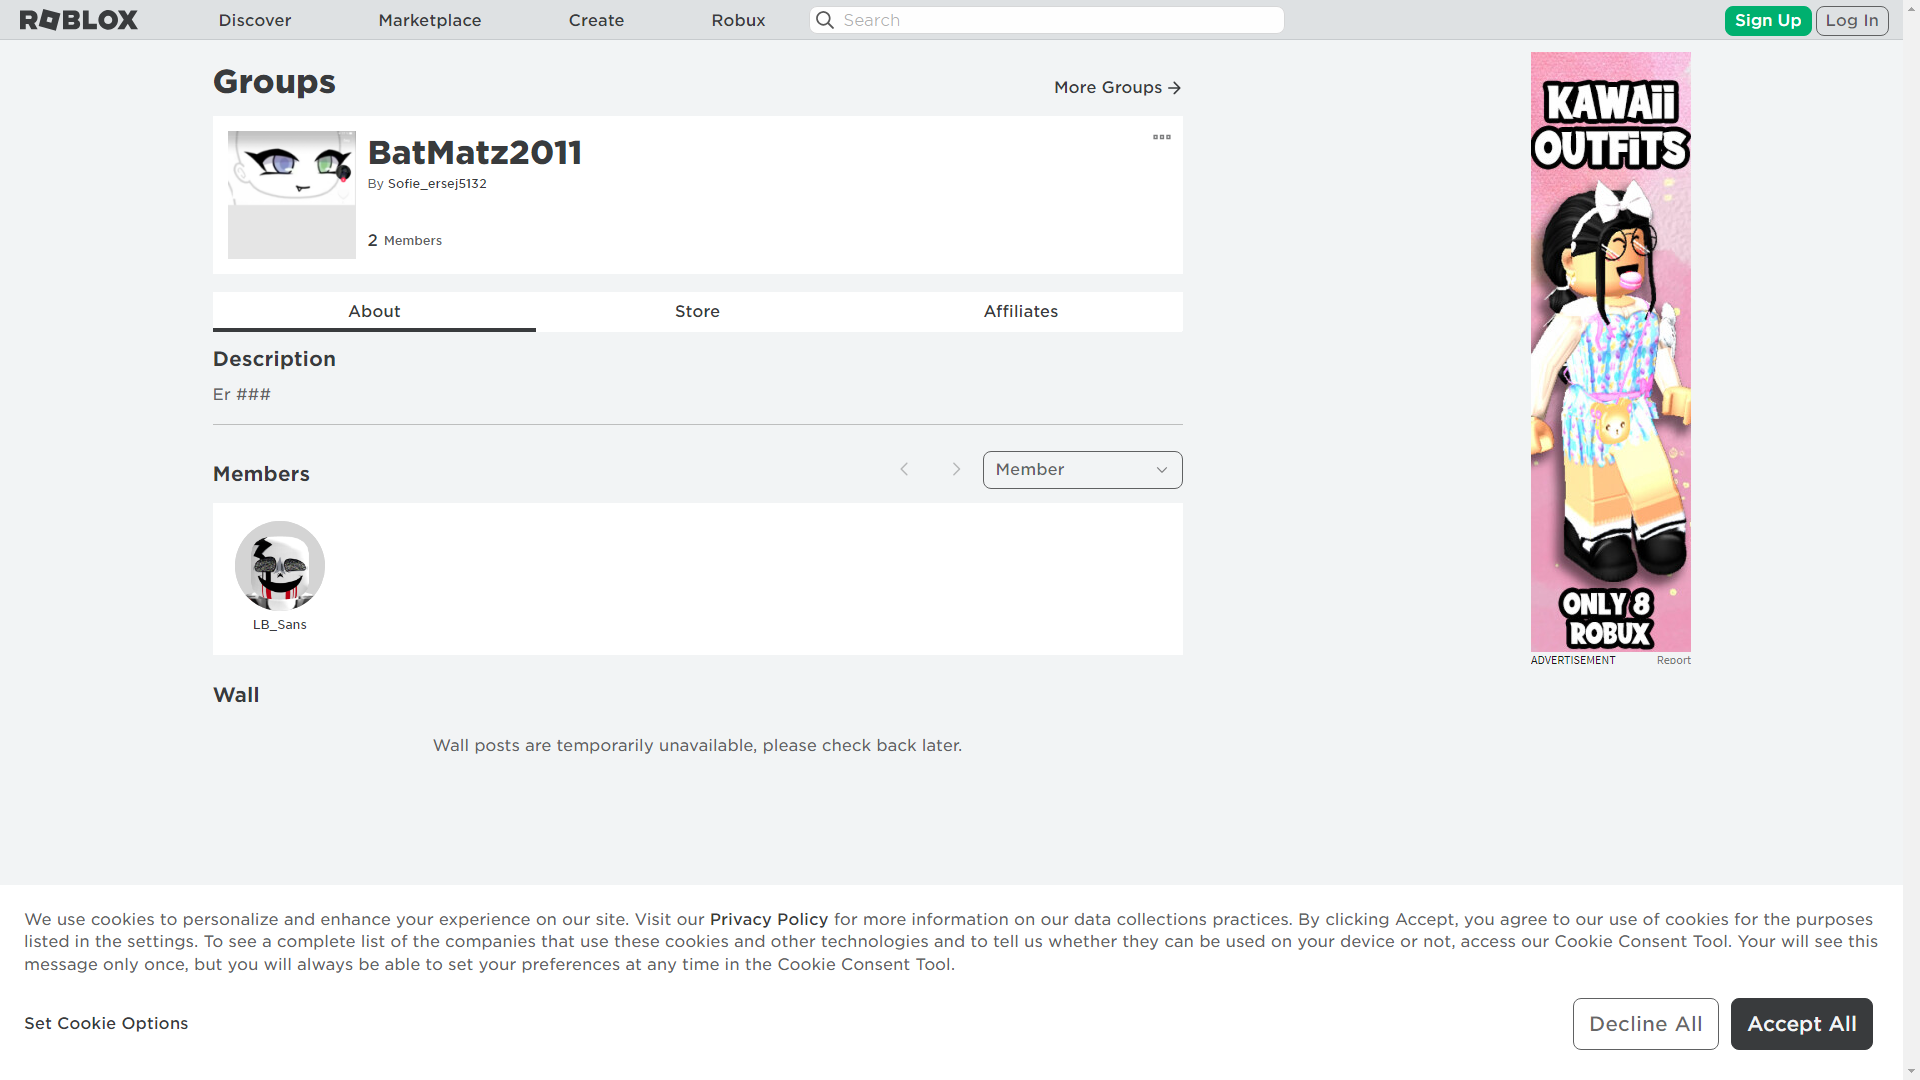 ROBLOX
Discover
Marketplace
Create
Robux
Search
Sign Up
Log In
Groups
More Groups
BatMatz2011
By Sofie_ersej5132
2 Members
About
Store
Affiliates
Description
Er ###
Members
Member
LB_Sans
Wall
Wall posts are temporarily unavailable, please check back later.
KAWAii
OUTFiTS
ONLY 8
ROBUX
ADVERTISEMENT
Report
We use cookies to personalize and enhance your experience on our site. Visit our Privacy Policy for more information on our data collections practices. By clicking Accept, you agree to our use of cookies for the purposes
listed in the settings. To see a complete list of the companies that use these cookies and other technologies and to tell us whether they can be used on your device or not, access our Cookie Consent Tool. Your will see this
message only once, but you will always be able to set your preferences at any time in the Cookie Consent Tool.
Set Cookie Options
Decline All
Accept All